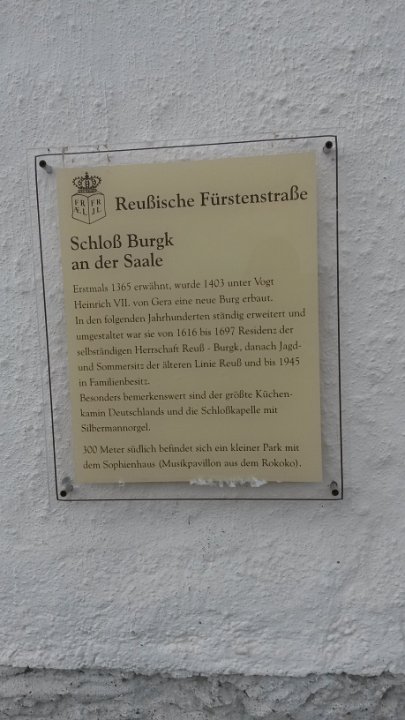 FR FR
ÆL JL
Reußische Fürstenstraße
Schloß Burgk
an der Saale
Erstmals 1365 erwähnt, wurde 1403 unter Vogt
Heinrich VII. von Gera eine neue Burg erbaut.
In den folgenden Jahrhunderten ständig erweitert und
umgestaltet war sie von 1616 bis 1697 Residenz der
selbständigen Herrschaft Reuß - Burgk, danach Jagd-
und Sommersitz der älteren Linie Reuß und bis 1945
in Familienbesitz.
Besonders bemerkenswert sind der größte Küchen-
kamin Deutschlands und die Schloßkapelle mit
Silbermannorgel.
300 Meter südlich befindet sich ein kleiner Park mit
dem Sophienhaus (Musikpavillon aus dem Rokoko).